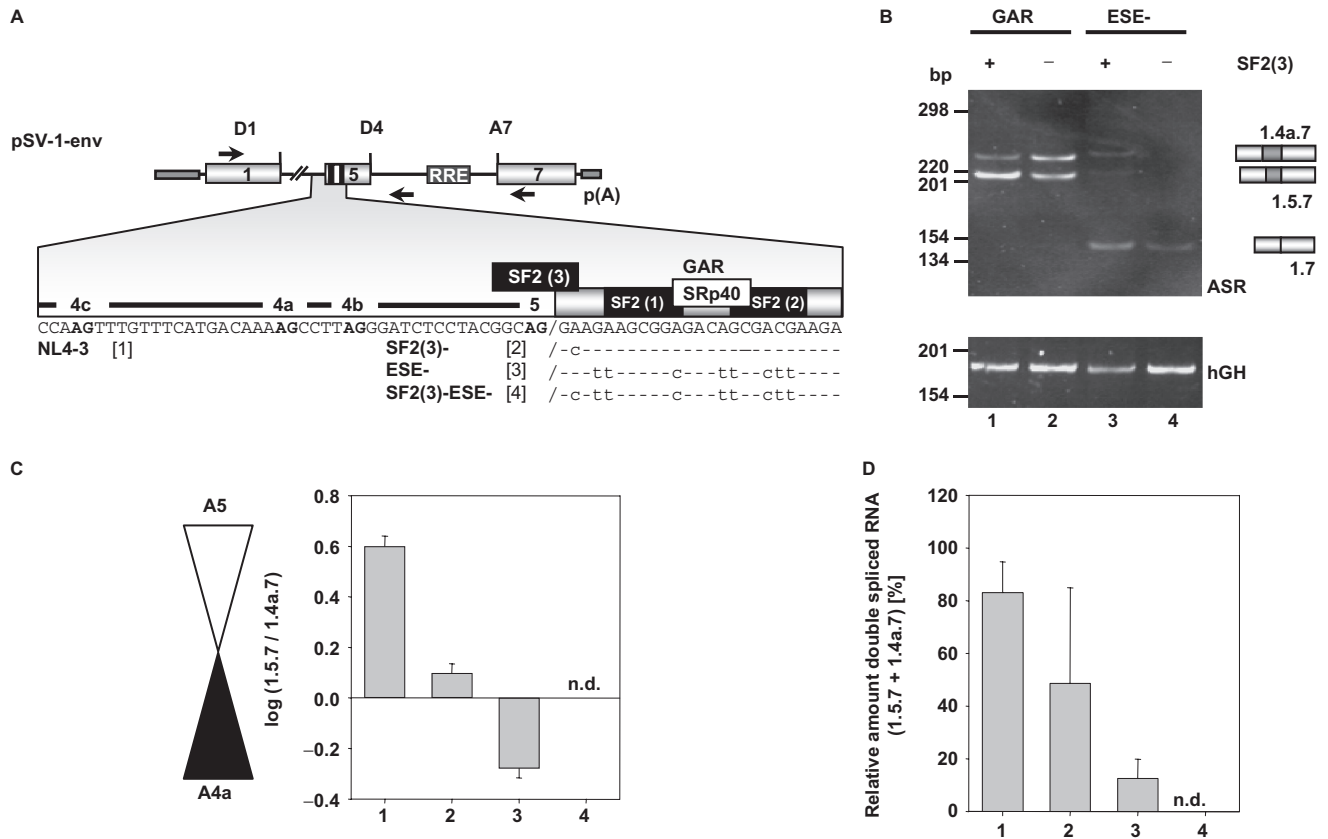 A
pSV-1-env
D1
D4
A7
1
5
RRE
7
p(A)
SF2 (3)
GAR
SRp40
4c
4a
4b
5
SF2 (1)
SF2 (2)
CCAAGTTTGTTTCATGACAAAAGCCTTAGGGATCTCCTACGGCAG/GAAGAAGCGGAGACAGCGACGAAGA
NL4-3 [1]
SF2(3)- [2] /-c-----------------------
ESE- [3] /---tt-----c---tt--ctt----
SF2(3)-ESE- [4] /-c-tt-----c---tt--ctt----
B
GAR
ESE-
+ – + – SF2(3)
bp
298
220
201
154
134
1.4a.7
1.5.7
1.7
ASR
201
154
hGH
1 2 3 4
C
A5
A4a
log (1.5.7 / 1.4a.7)
0.8
0.6
0.4
0.2
0.0
–0.2
–0.4
n.d.
1 2 3 4
D
Relative amount double spliced RNA
(1.5.7 + 1.4a.7) [%]
120
100
80
60
40
20
0
n.d.
1 2 3 4